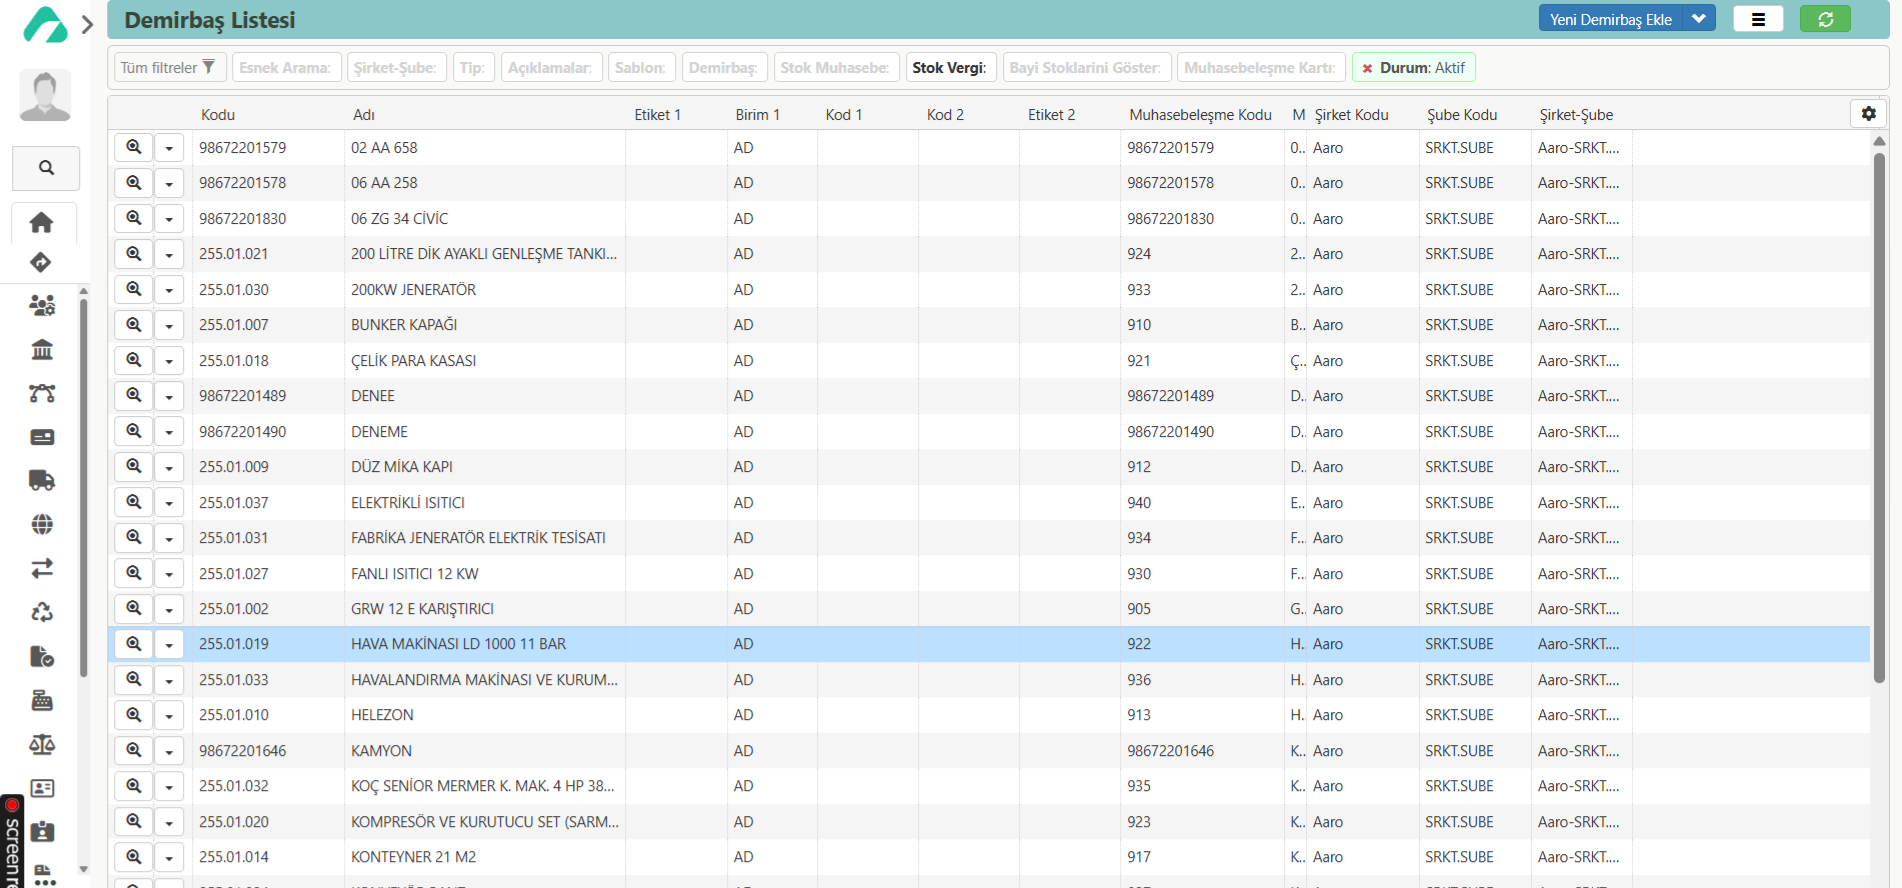 Demirbaş Listesi
Yeni Demirbaş Ekle
Tüm filtreler Esnek Arama: Şirket-Şube: Tip: Açıklamalar: Sablon: Demirbaş: Stok Muhasebe: Stok Vergi: Bayi Stoklarini Göster: Muhasebeleşme Kartı: × Durum: Aktif
Kodu Adı Etiket 1 Birim 1 Kod 1 Kod 2 Etiket 2 Muhasebeleşme Kodu M Şirket Kodu Şube Kodu Şirket-Şube
98672201579 02 AA 658 AD 98672201579 0.. Aaro SRKT.SUBE Aaro-SRKT....
98672201578 06 AA 258 AD 98672201578 0.. Aaro SRKT.SUBE Aaro-SRKT....
98672201830 06 ZG 34 CİVİC AD 98672201830 0.. Aaro SRKT.SUBE Aaro-SRKT....
255.01.021 200 LİTRE DİK AYAKLI GENLEŞME TANKI... AD 924 2.. Aaro SRKT.SUBE Aaro-SRKT....
255.01.030 200KW JENERATÖR AD 933 2.. Aaro SRKT.SUBE Aaro-SRKT....
255.01.007 BUNKER KAPAĞI AD 910 B.. Aaro SRKT.SUBE Aaro-SRKT....
255.01.018 ÇELİK PARA KASASI AD 921 Ç.. Aaro SRKT.SUBE Aaro-SRKT....
98672201489 DENEE AD 98672201489 D.. Aaro SRKT.SUBE Aaro-SRKT....
98672201490 DENEME AD 98672201490 D.. Aaro SRKT.SUBE Aaro-SRKT....
255.01.009 DÜZ MİKA KAPI AD 912 D.. Aaro SRKT.SUBE Aaro-SRKT....
255.01.037 ELEKTRİKLİ ISITICI AD 940 E.. Aaro SRKT.SUBE Aaro-SRKT....
255.01.031 FABRİKA JENERATÖR ELEKTRİK TESİSATI AD 934 F... Aaro SRKT.SUBE Aaro-SRKT....
255.01.027 FANLI ISITICI 12 KW AD 930 F... Aaro SRKT.SUBE Aaro-SRKT....
255.01.002 GRW 12 E KARIŞTIRICI AD 905 G.. Aaro SRKT.SUBE Aaro-SRKT....
255.01.019 HAVA MAKİNASI LD 1000 11 BAR AD 922 H.. Aaro SRKT.SUBE Aaro-SRKT....
255.01.033 HAVALANDIRMA MAKİNASI VE KURUM... AD 936 H.. Aaro SRKT.SUBE Aaro-SRKT....
255.01.010 HELEZON AD 913 H.. Aaro SRKT.SUBE Aaro-SRKT....
98672201646 KAMYON AD 98672201646 K.. Aaro SRKT.SUBE Aaro-SRKT....
255.01.032 KOÇ SENİOR MERMER K. MAK. 4 HP 38... AD 935 K.. Aaro SRKT.SUBE Aaro-SRKT....
255.01.020 KOMPRESÖR VE KURUTUCU SET (SARM... AD 923 K.. Aaro SRKT.SUBE Aaro-SRKT....
255.01.014 KONTEYNER 21 M2 AD 917 K.. Aaro SRKT.SUBE Aaro-SRKT....
screen re